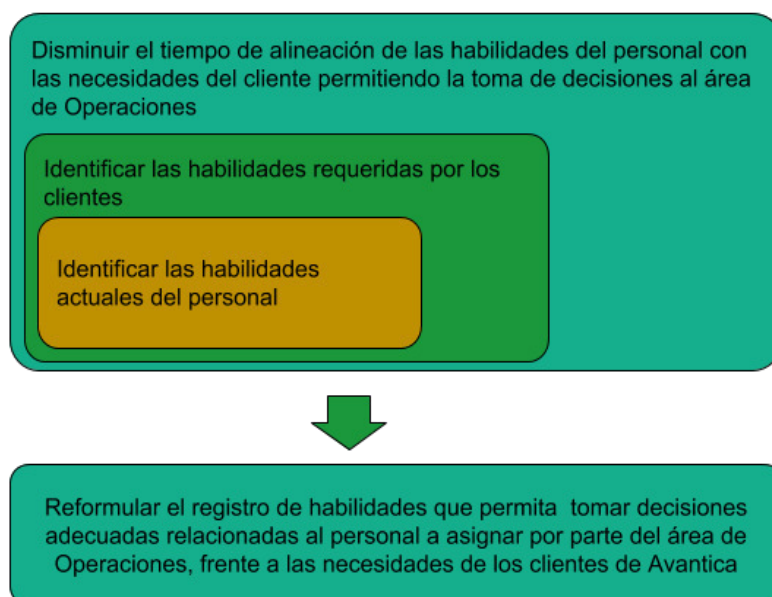 Disminuir el tiempo de alineación de las habilidades del personal con
las necesidades del cliente permitiendo la toma de decisiones al área
de Operaciones
Identificar las habilidades requeridas por los
clientes
Identificar las habilidades
actuales del personal
Reformular el registro de habilidades que permita tomar decisiones
adecuadas relacionadas al personal a asignar por parte del área de
Operaciones, frente a las necesidades de los clientes de Avantica